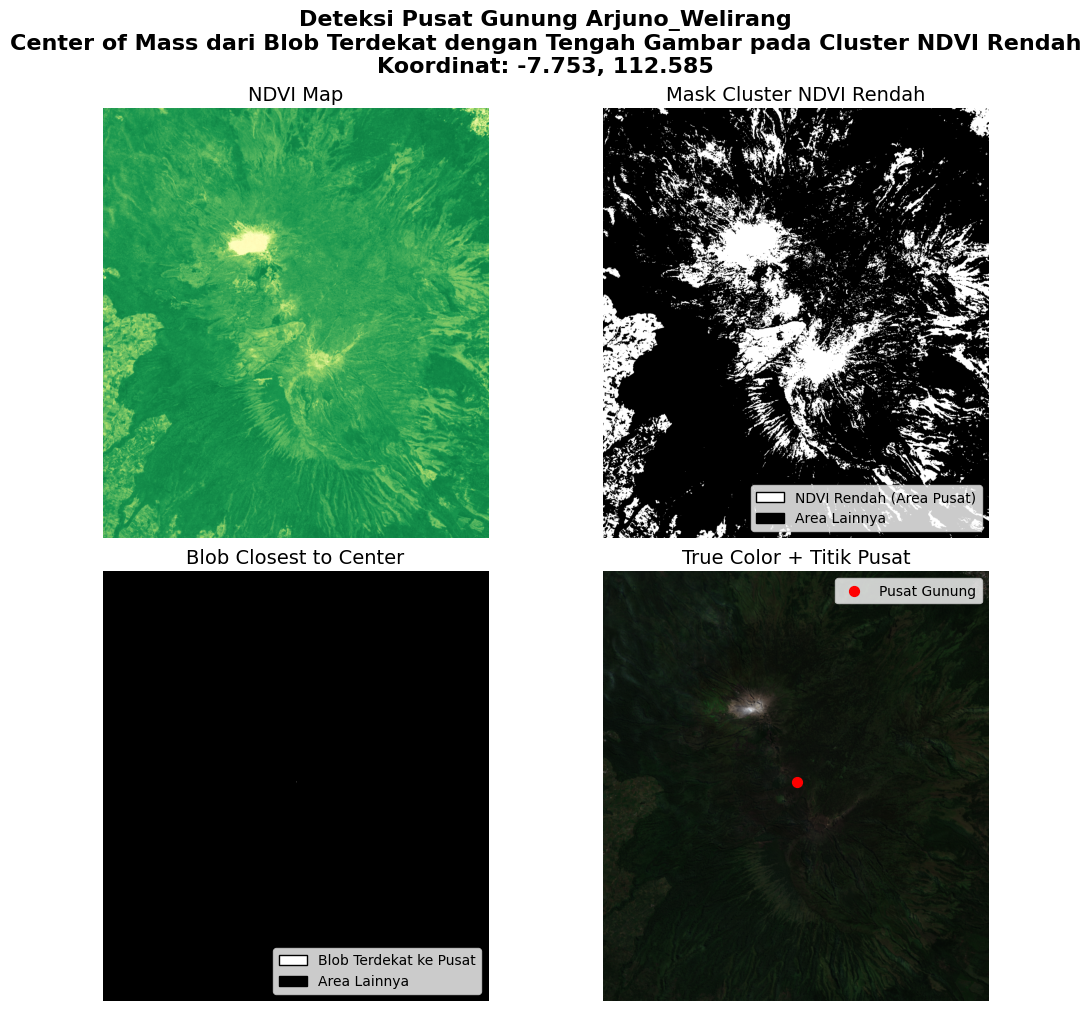 Deteksi Pusat Gunung Arjuno_Welirang
Center of Mass dari Blob Terdekat dengan Tengah Gambar pada Cluster NDVI Rendah
Koordinat: -7.753, 112.585
NDVI Map
Mask Cluster NDVI Rendah
NDVI Rendah (Area Pusat)
Area Lainnya
Blob Closest to Center
True Color + Titik Pusat
Pusat Gunung
Blob Terdekat ke Pusat
Area Lainnya